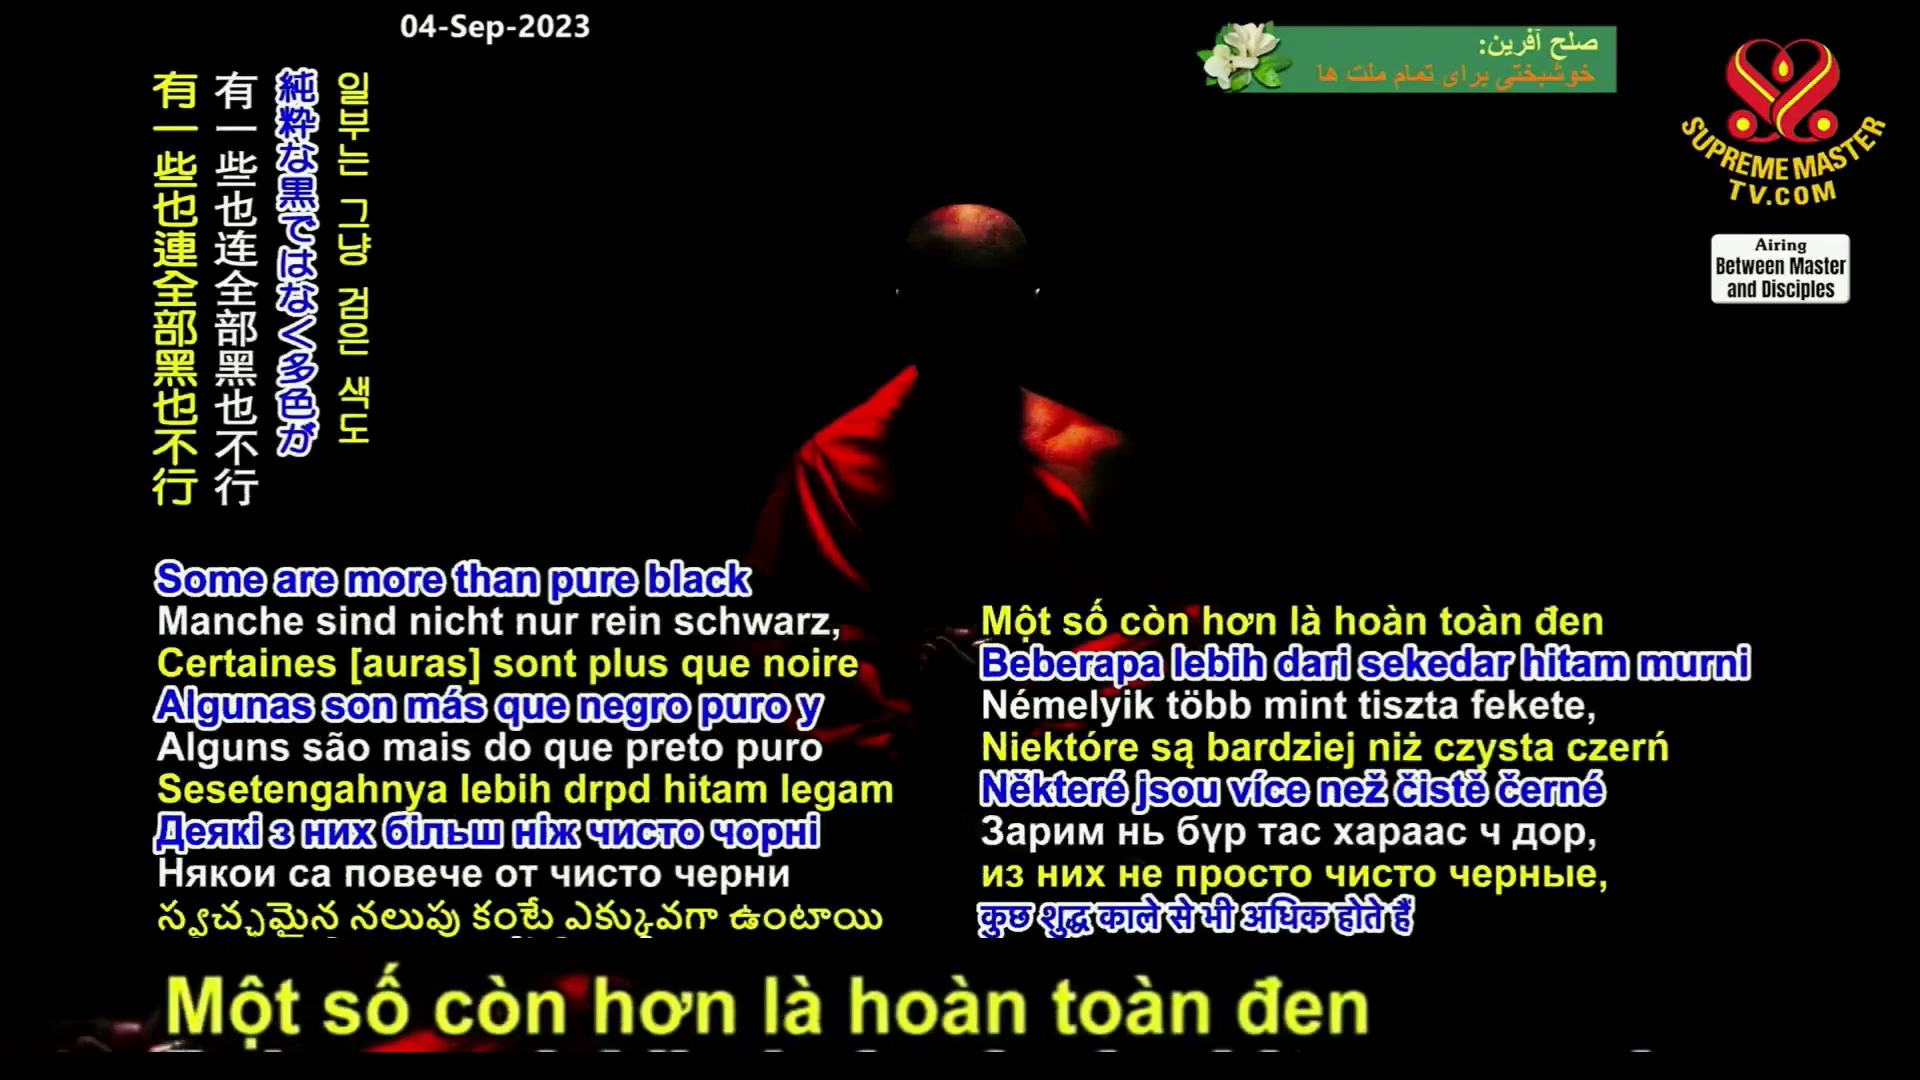 04-Sep-2023
صلح آفرین:
خوشبختی برای تمام ملت ها
SUPREME MASTER
TV.COM
Airing
Between Master
and Disciples
有一些也連全部黑也不行
有一些也连全部黑也不行
純粋な黒ではなく多色が
일부는 그냥 검은 색도
Some are more than pure black
Manche sind nicht nur rein schwarz,
Certaines [auras] sont plus que noire
Algunas son más que negro puro y
Alguns são mais do que preto puro
Sesetengahnya lebih drpd hitam legam
Деякі з них більш ніж чисто чорні
Някои са повече от чисто черни
స్వచ్ఛమైన నలుపు కంటే ఎక్కువగా ఉంటాయి
Một số còn hơn là hoàn toàn đen
Beberapa lebih dari sekedar hitam murni
Némelyik több mint tiszta fekete,
Niektóre są bardziej niż czysta czerń
Některé jsou více než čistě černé
Зарим нь бүр тас хараас ч дор,
из них не просто чисто черные,
कुछ शुद्ध काले से भी अधिक होते हैं
Một số còn hơn là hoàn toàn đen